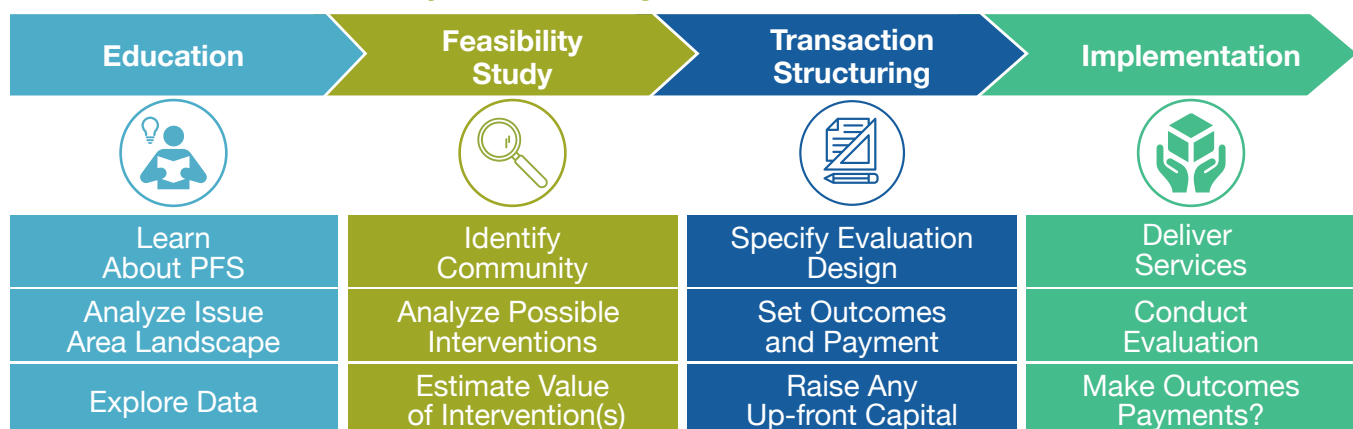 Education
Feasibility
Study
Transaction
Structuring
Implementation
Learn
About PFS
Identify
Community
Specify Evaluation
Design
Deliver
Services
Analyze Issue
Area Landscape
Analyze Possible
Interventions
Set Outcomes
and Payment
Conduct
Evaluation
Explore Data
Estimate Value
of Intervention(s)
Raise Any
Up-front Capital
Make Outcomes
Payments?